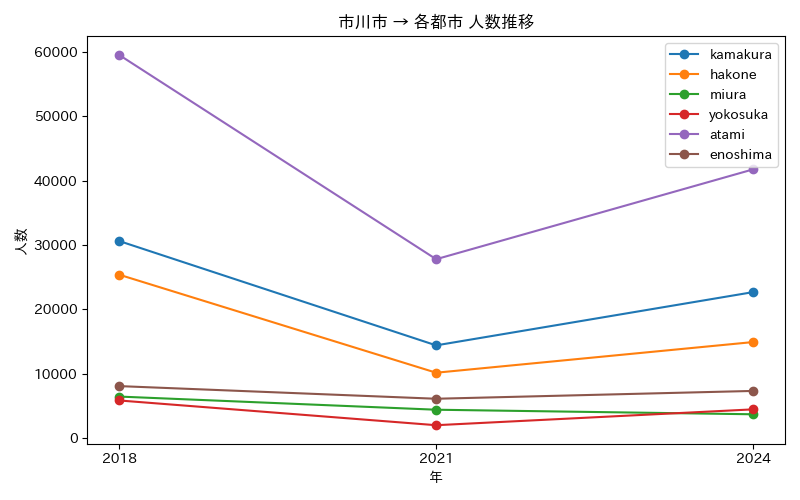 市川市 → 各都市 人数推移
kamakura
hakone
miura
yokosuka
atami
enoshima
人数
60000
50000
40000
30000
20000
10000
0
2018
2021
2024
年